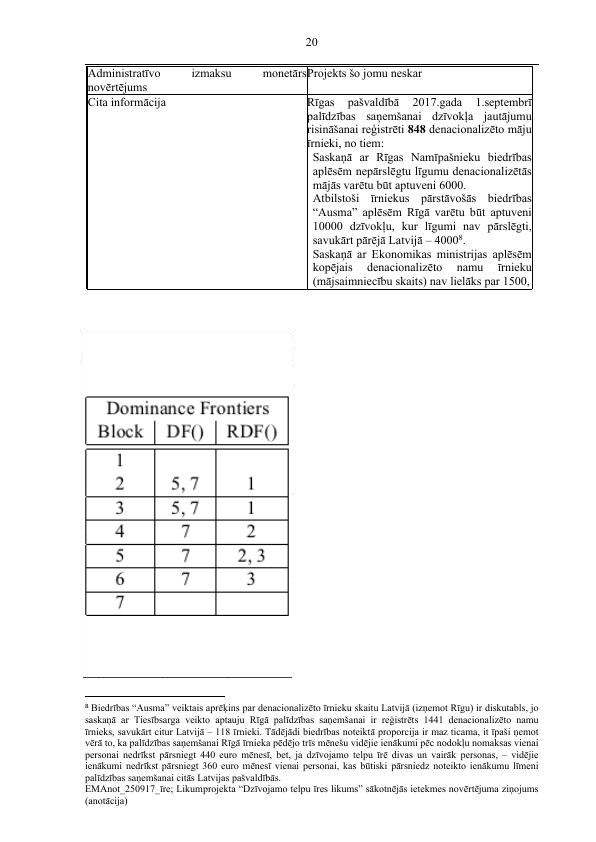 20
Administratīvo izmaksu monetārs
novērtējums
Projekts šo jomu neskar
Cita informācija
Rīgas pašvaldībā 2017.gada 1.septembrī
palīdzības saņemšanai dzīvokļa jautājumu
risināšanai reģistrēti 848 denacionalizēto māju
īrnieki, no tiem:
Saskaņā ar Rīgas Namīpašnieku biedrības
aplēsēm nepārslēgtu līgumu denacionalizētās
mājās varētu būt aptuveni 6000.
Atbilstoši īrniekus pārstāvošās biedrības
“Ausma” aplēsēm Rīgā varētu būt aptuveni
10000 dzīvokļu, kur līgumi nav pārslēgti,
savukārt pārējā Latvijā – 4000⁸.
Saskaņā ar Ekonomikas ministrijas aplēsēm
kopējais denacionalizēto namu īrnieku
(mājsaimniecību skaits) nav lielāks par 1500,
Dominance Frontiers
Block DF() RDF()
1
2 5, 7 1
3 5, 7 1
4 7 2
5 7 2, 3
6 7 3
7
⁸ Biedrības “Ausma” veiktais aprēķins par denacionalizēto īrnieku skaitu Latvijā (izņemot Rīgu) ir diskutabls, jo
saskaņā ar Tiesībsarga veikto aptauju Rīgā palīdzības saņemšanai ir reģistrēts 1441 denacionalizēto namu
īrnieks, savukārt citur Latvijā – 118 īrnieki. Tādējādi biedrības noteiktā proporcija ir maz ticama, it īpaši ņemot
vērā to, ka palīdzības saņemšanai Rīgā īrnieka pēdējo trīs mēnešu vidējie ienākumi pēc nodokļu nomaksas vienai
personai nedrīkst pārsniegt 440 euro mēnesī, bet, ja dzīvojamo telpu īrē divas un vairāk personas, – vidējie
ienākumi nedrīkst pārsniegt 360 euro mēnesī vienai personai, kas būtiski pārsniedz noteikto ienākumu līmeni
palīdzības saņemšanai citās Latvijas pašvaldībās.
EMAnot_250917_īre; Likumprojekta “Dzīvojamo telpu īres likums” sākotnējās ietekmes novērtējuma ziņojums
(anotācija)